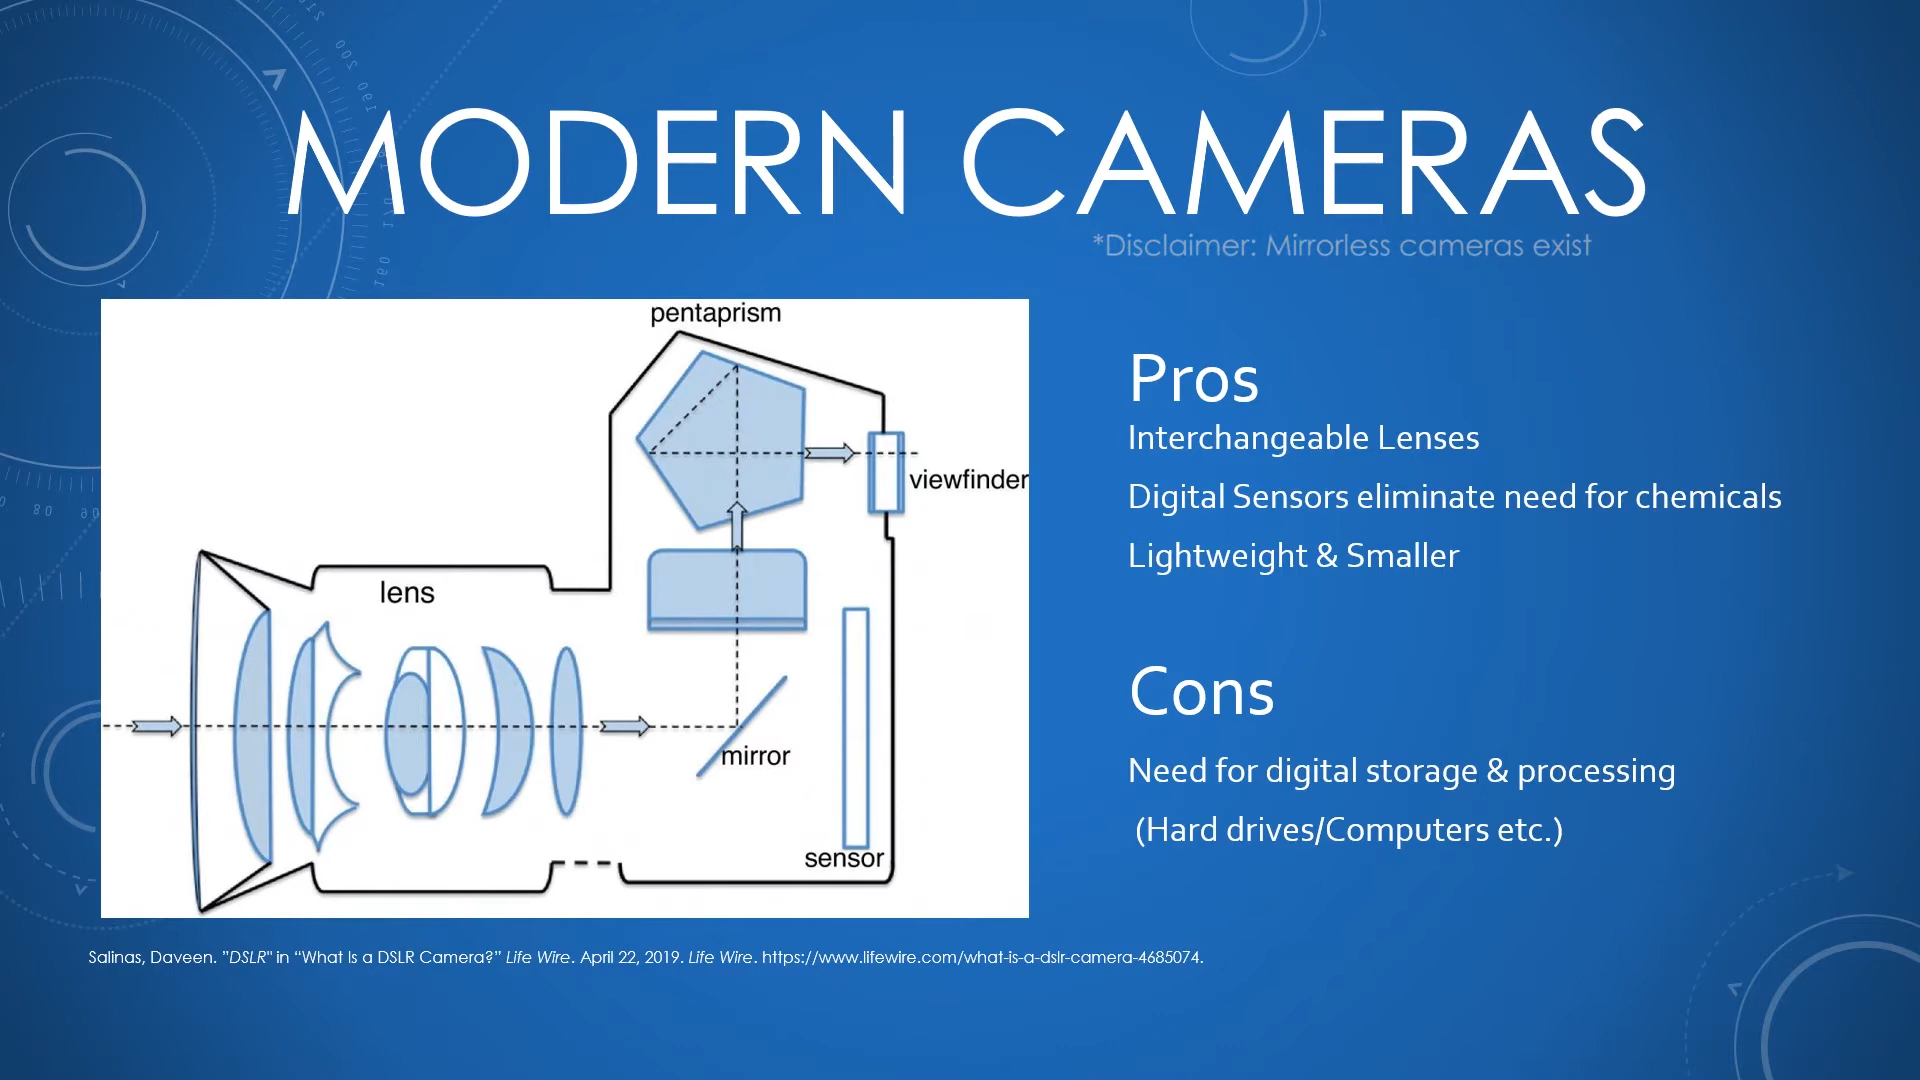 MODERN CAMERAS
*Disclaimer: Mirrorless cameras exist
pentaprism
viewfinder
lens
mirror
sensor
Pros
Interchangeable Lenses
Digital Sensors eliminate need for chemicals
Lightweight & Smaller
Cons
Need for digital storage & processing
(Hard drives/Computers etc.)
Salinas, Daveen. "DSLR" in “What Is a DSLR Camera?” Life Wire. April 22, 2019. Life Wire. https://www.lifewire.com/what-is-a-dslr-camera-4685074.